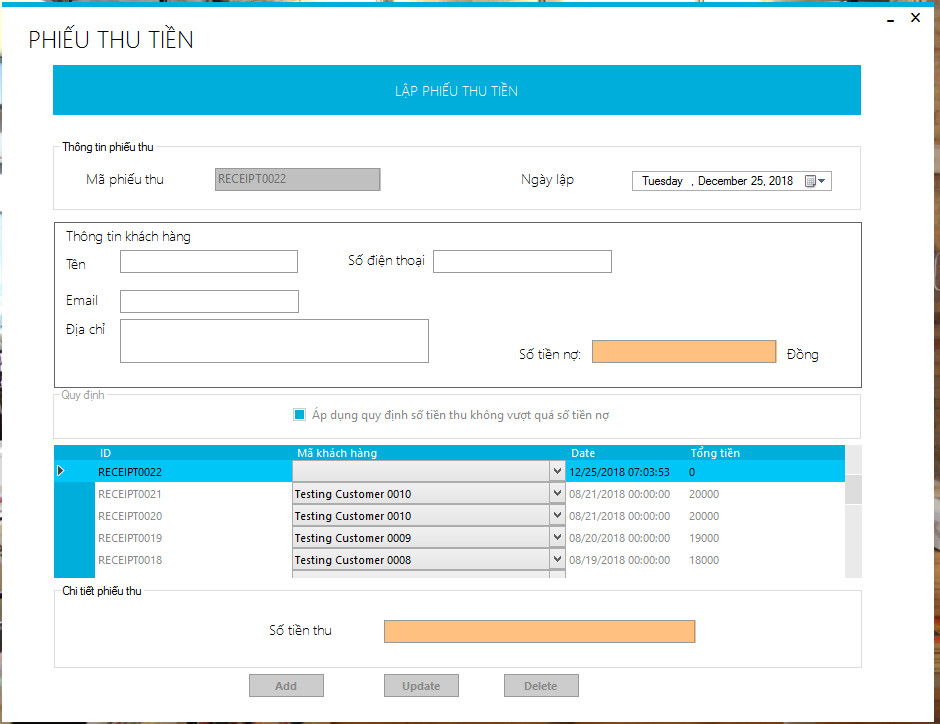 PHIẾU THU TIỀN
LẬP PHIẾU THU TIỀN
Thông tin phiếu thu
Mã phiếu thu RECEIPT0022 Ngày lập Tuesday , December 25, 2018
Thông tin khách hàng
Tên Số điện thoại
Email
Địa chỉ
Số tiền nợ: Đồng
Quy định
Áp dụng quy định số tiền thu không vượt quá số tiền nợ
ID Mã khách hàng Date Tổng tiền
RECEIPT0022 12/25/2018 07:03:53 0
RECEIPT0021 Testing Customer 0010 08/21/2018 00:00:00 20000
RECEIPT0020 Testing Customer 0010 08/21/2018 00:00:00 20000
RECEIPT0019 Testing Customer 0009 08/20/2018 00:00:00 19000
RECEIPT0018 Testing Customer 0008 08/19/2018 00:00:00 18000
Chi tiết phiếu thu
Số tiền thu
Add Update Delete